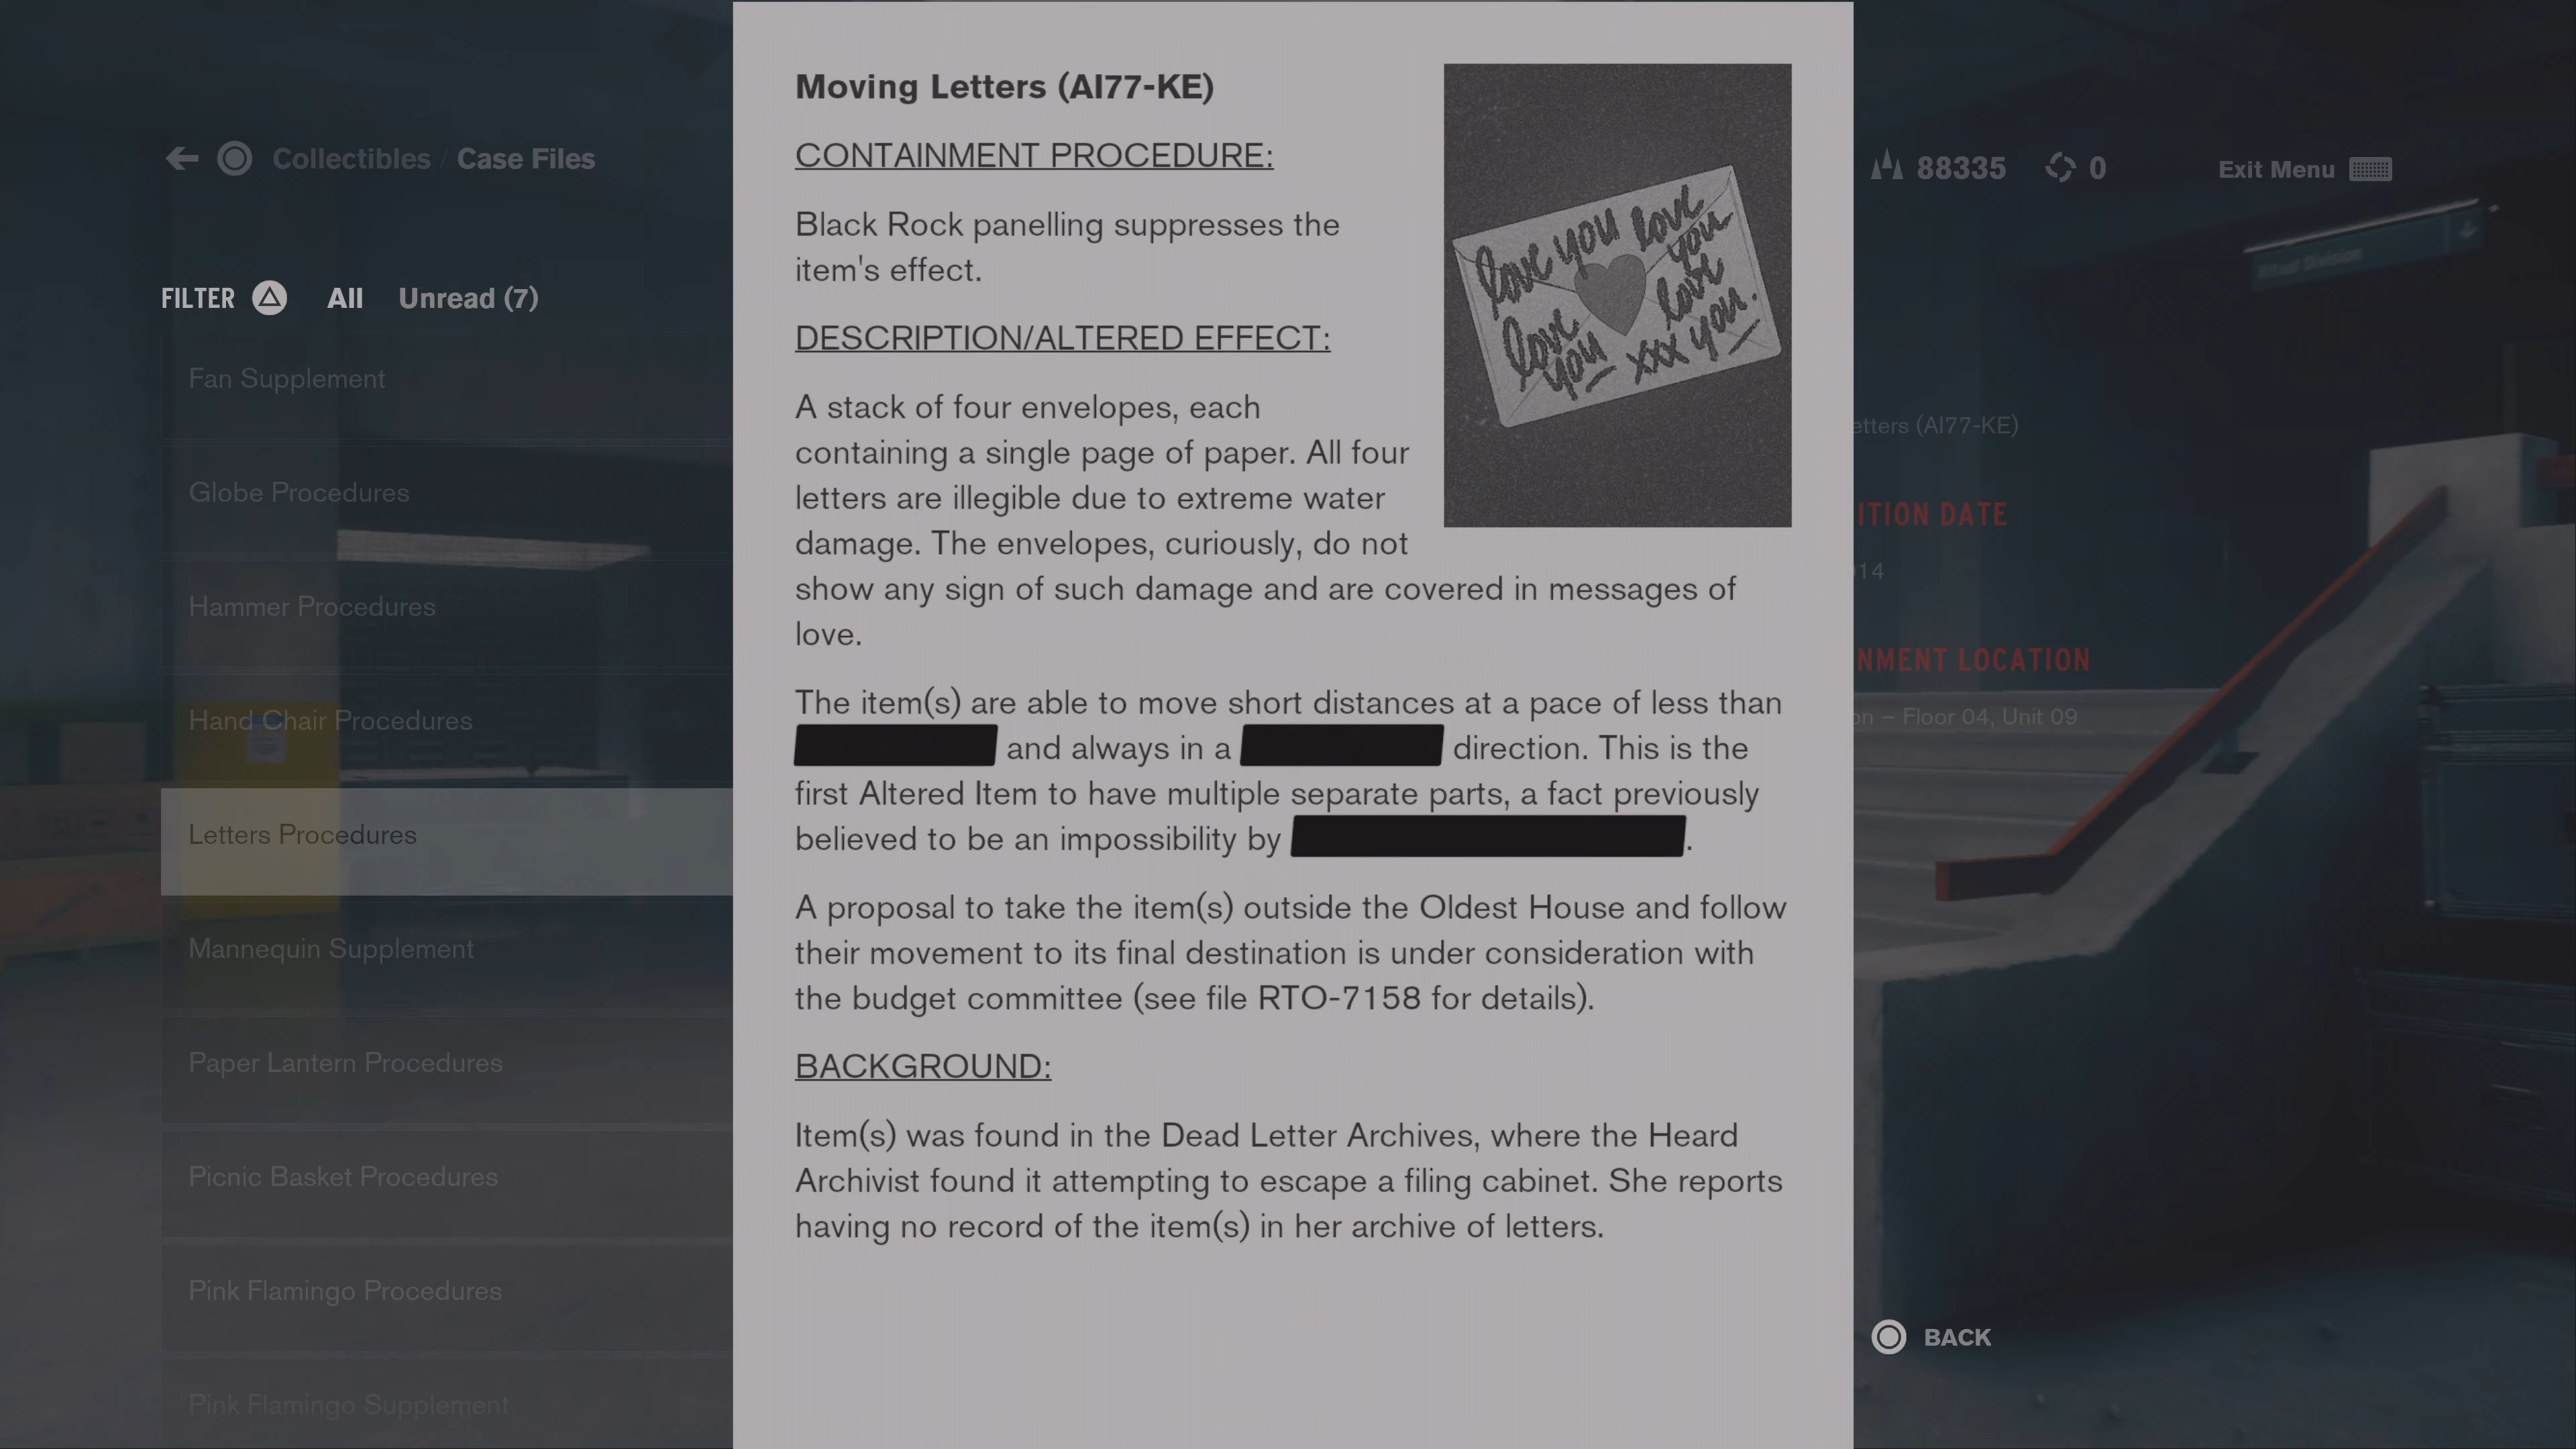 Collectibles / Case Files
88335
0
Exit Menu
FILTER All Unread (7)
Fan Supplement
Globe Procedures
Hammer Procedures
Hand Chair Procedures
Letters Procedures
Mannequin Supplement
Paper Lantern Procedures
Picnic Basket Procedures
Pink Flamingo Procedures
Pink Flamingo Supplement
Moving Letters (AI77-KE)
CONTAINMENT PROCEDURE:
Black Rock panelling suppresses the
item's effect.
DESCRIPTION/ALTERED EFFECT:
A stack of four envelopes, each
containing a single page of paper. All four
letters are illegible due to extreme water
damage. The envelopes, curiously, do not
show any sign of such damage and are covered in messages of
love.
The item(s) are able to move short distances at a pace of less than
and always in a direction. This is the
first Altered Item to have multiple separate parts, a fact previously
believed to be an impossibility by .
A proposal to take the item(s) outside the Oldest House and follow
their movement to its final destination is under consideration with
the budget committee (see file RTO-7158 for details).
BACKGROUND:
Item(s) was found in the Dead Letter Archives, where the Heard
Archivist found it attempting to escape a filing cabinet. She reports
having no record of the item(s) in her archive of letters.
love you love
you
love
you
love
xxx you.
Ritual Division
etters (AI77-KE)
ITION DATE
014
NMENT LOCATION
on – Floor 04, Unit 09
BACK